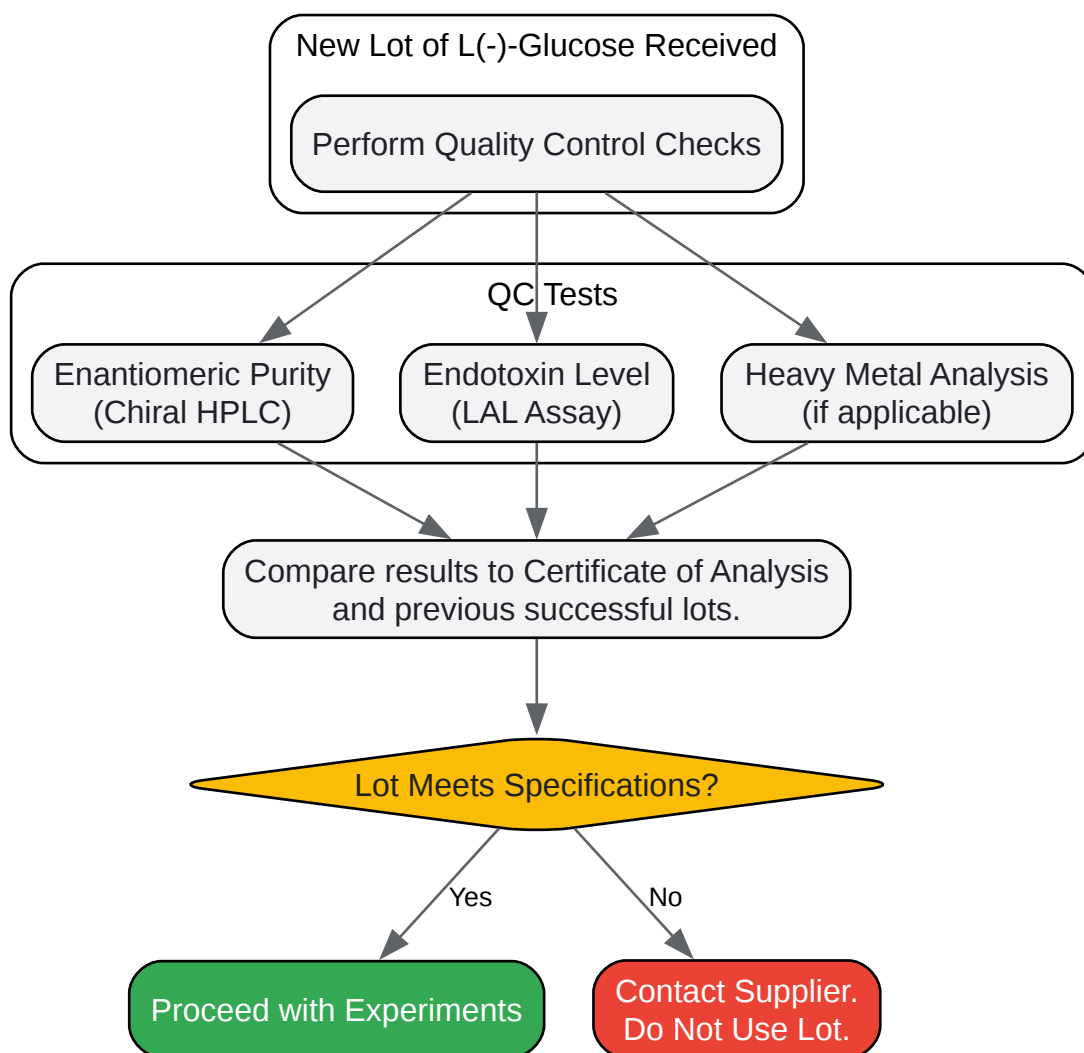 New Lot of L(-)-Glucose Received
Perform Quality Control Checks
QC Tests
Enantiomeric Purity
(Chiral HPLC)
Endotoxin Level
(LAL Assay)
Heavy Metal Analysis
(if applicable)
Compare results to Certificate of Analysis
and previous successful lots.
Lot Meets Specifications?
Yes
No
Proceed with Experiments
Contact Supplier.
Do Not Use Lot.